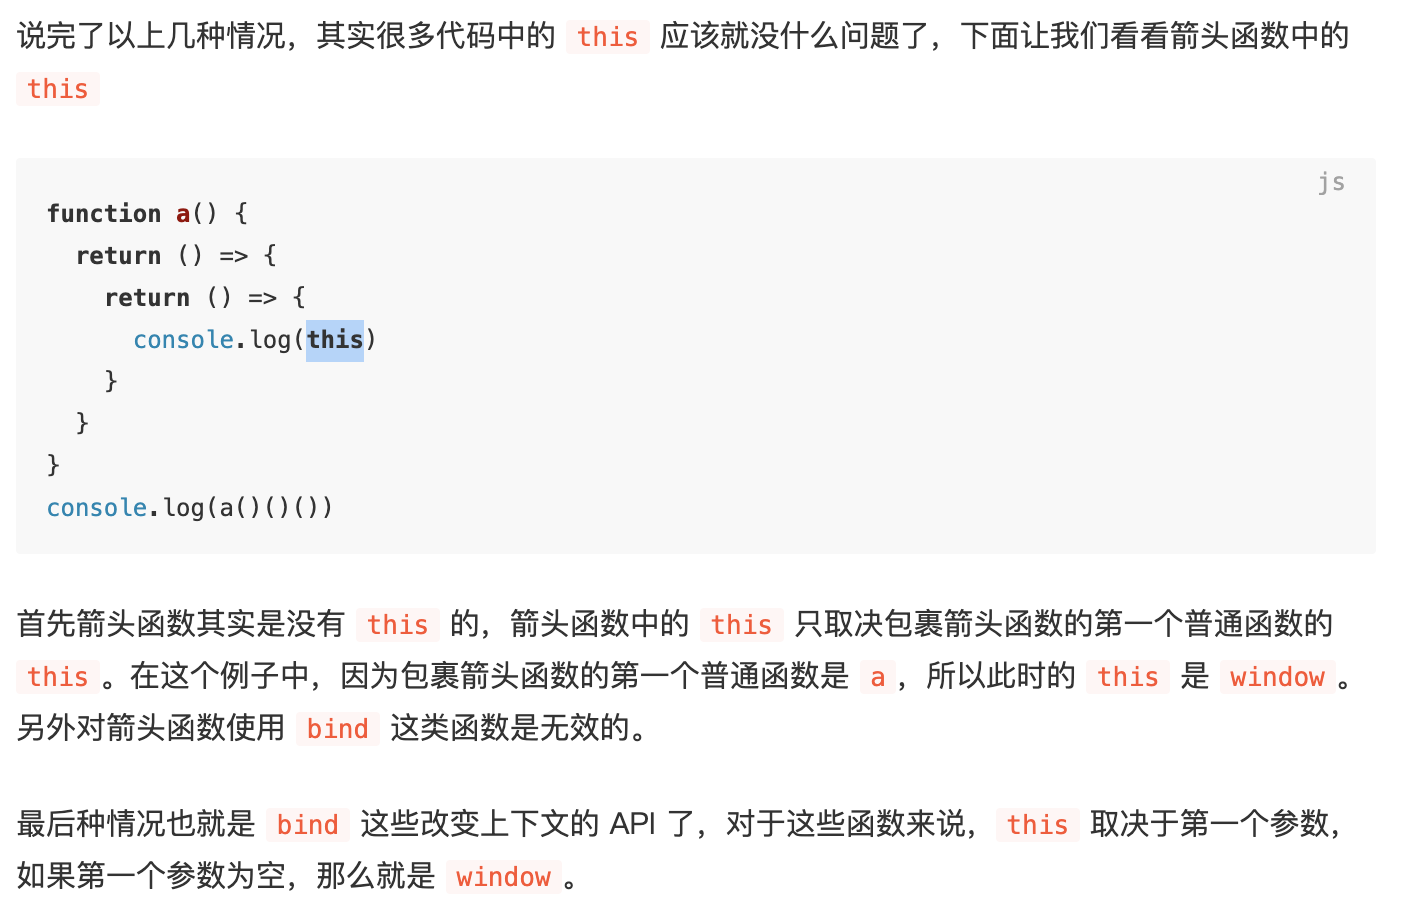 说完了以上几种情况，其实很多代码中的 this 应该就没什么问题了，下面让我们看看箭头函数中的
this
js
function a() {
  return () => {
    return () => {
      console.log(this)
    }
  }
}
console.log(a()()())
首先箭头函数其实是没有 this 的，箭头函数中的 this 只取决包裹箭头函数的第一个普通函数的
this 。在这个例子中，因为包裹箭头函数的第一个普通函数是 a ，所以此时的 this 是 window 。
另外对箭头函数使用 bind 这类函数是无效的。
最后种情况也就是 bind 这些改变上下文的 API 了，对于这些函数来说， this 取决于第一个参数，
如果第一个参数为空，那么就是 window 。